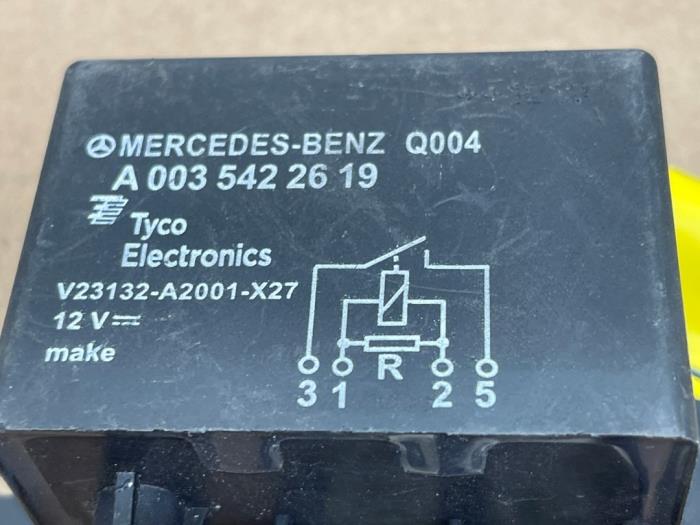 MERCEDES-BENZ Q004
A 003 542 26 19
Tyco
Electronics
V23132-A2001-X27
12 V
make
R
3 1 2 5